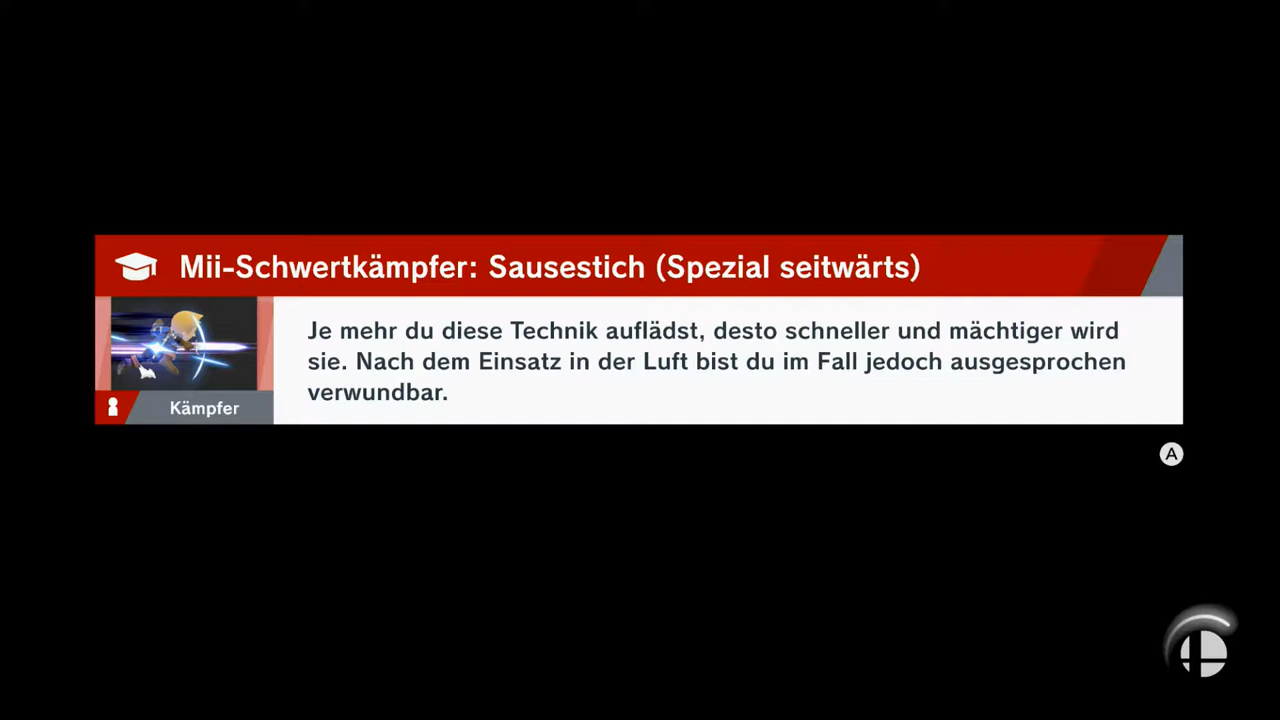 Mii-Schwertkämpfer: Sausestich (Spezial seitwärts)
Je mehr du diese Technik auflädst, desto schneller und mächtiger wird
sie. Nach dem Einsatz in der Luft bist du im Fall jedoch ausgesprochen
verwundbar.
Kämpfer
A